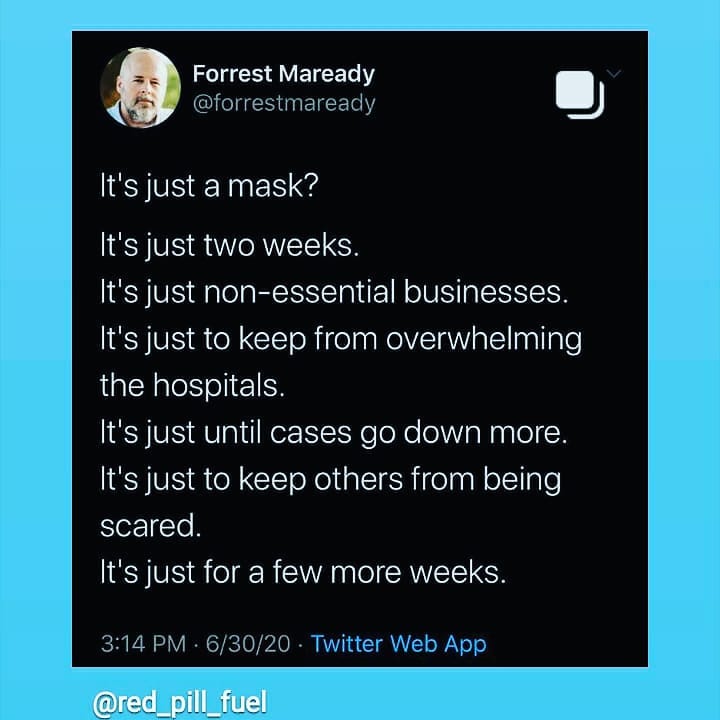 Forrest Maready
@forrestmaready
It's just a mask?
It's just two weeks.
It's just non-essential businesses.
It's just to keep from overwhelming
the hospitals.
It's just until cases go down more.
It's just to keep others from being
scared.
It's just for a few more weeks.
3:14 PM · 6/30/20 · Twitter Web App
@red_pill_fuel